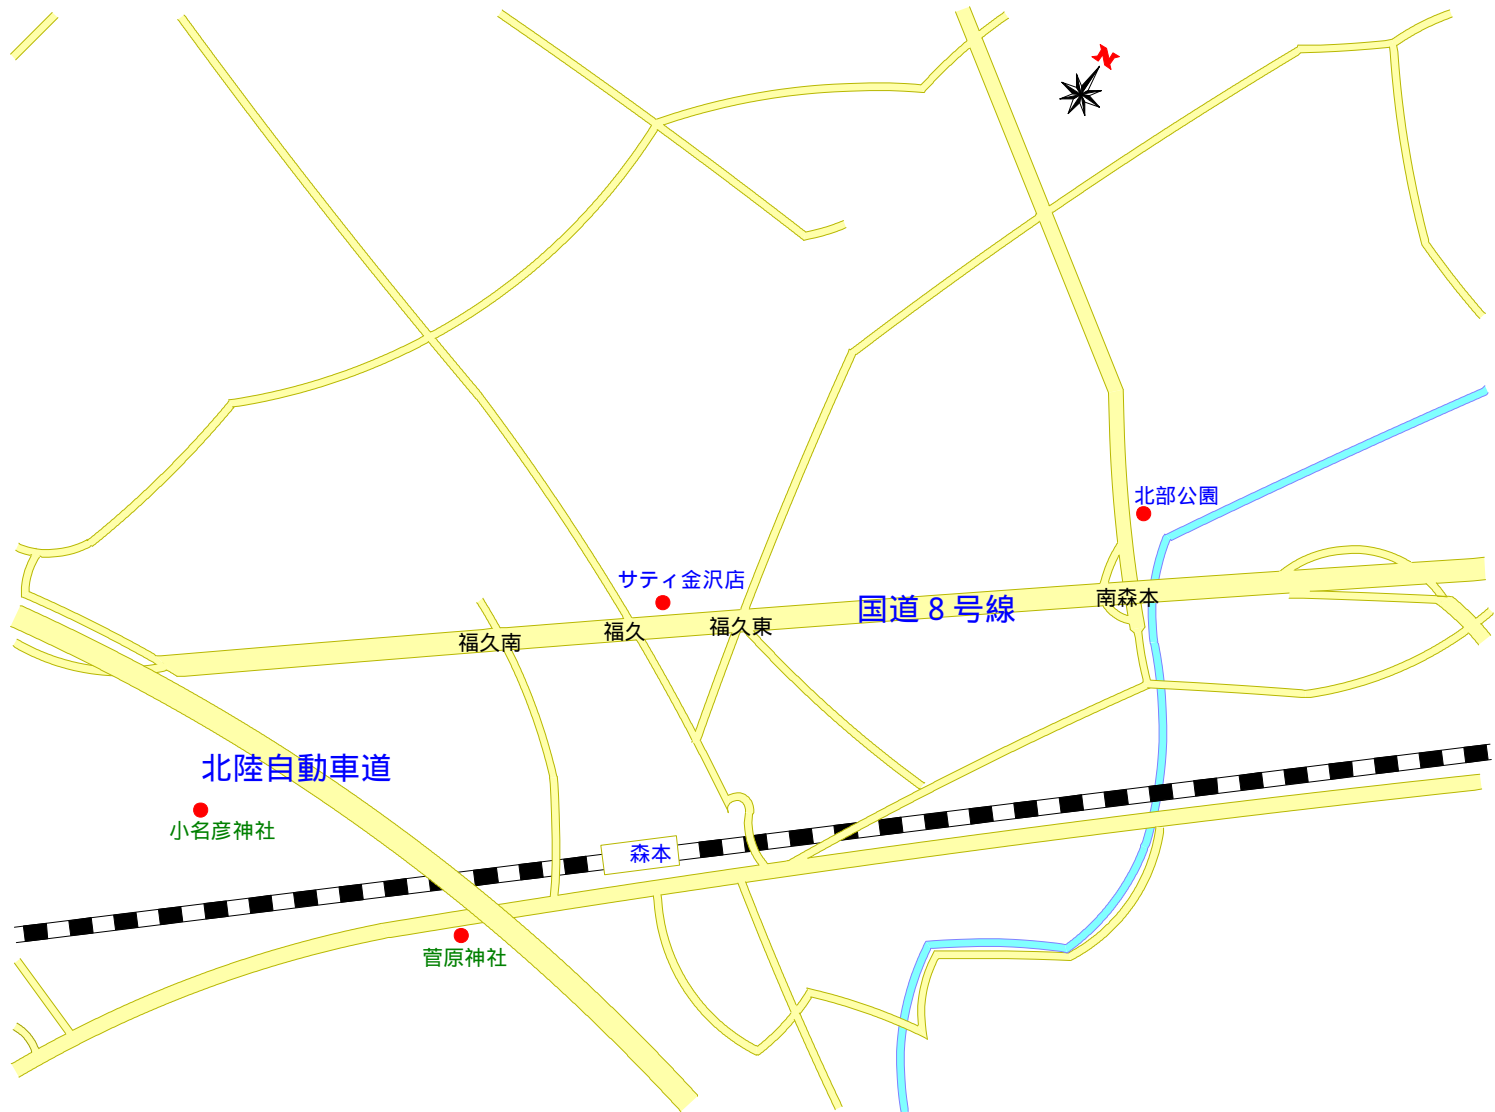 N
北部公園
サティ金沢店
南森本
国道8号線
福久東
福久
福久南
北陸自動車道
小名彦神社
森本
菅原神社